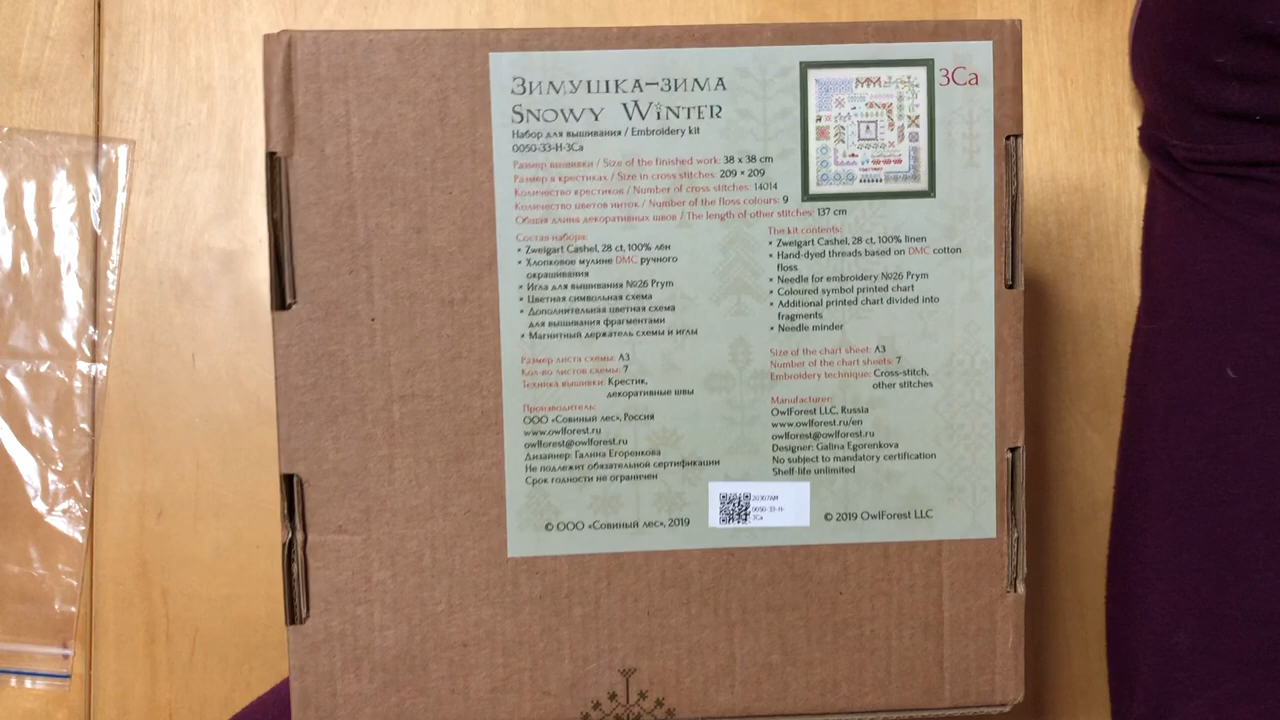 Зимушка-зима
Snowy Winter
3Ca
Набор для вышивания / Embroidery kit
0050-33-H-3Ca
Размер вышивки / Size of the finished work: 38 x 38 cm
Размер в крестиках / Size in cross stitches: 209 × 209
Количество крестиков / Number of cross stitches: 14014
Количество цветов ниток / Number of the floss colours: 9
Общая длина декоративных швов / The length of other stitches: 137 cm
Состав набора:
* Zweigart Cashel, 28 ct, 100% лён
* Хлопковое мулине DMC ручного
окрашивания
* Игла для вышивания №26 Prym
* Цветная символьная схема
* Дополнительная цветная схема
для вышивания фрагментами
* Магнитный держатель схемы и иглы
Размер листа схемы: А3
Кол-во листов схемы: 7
Техника вышивки: Крестик,
декоративные швы
Производитель:
ООО «Совиный лес», Россия
www.owlforest.ru
owlforest@owlforest.ru
Дизайнер: Галина Егоренкова
Не подлежит обязательной сертификации
Срок годности не ограничен
The kit contents:
* Zweigart Cashel, 28 ct, 100% linen
* Hand-dyed threads based on DMC cotton
floss
* Needle for embroidery №26 Prym
* Coloured symbol printed chart
* Additional printed chart divided into
fragments
* Needle minder
Size of the chart sheet: A3
Number of the chart sheets: 7
Embroidery technique: Cross-stitch,
other stitches
Manufacturer:
OwlForest LLC, Russia
www.owlforest.ru/en
owlforest@owlforest.ru
Designer: Galina Egorenkova
No subject to mandatory certification
Shelf-life unlimited
20307AM
0050-33-H-
3Ca
© ООО «Совиный лес», 2019
© 2019 OwlForest LLC